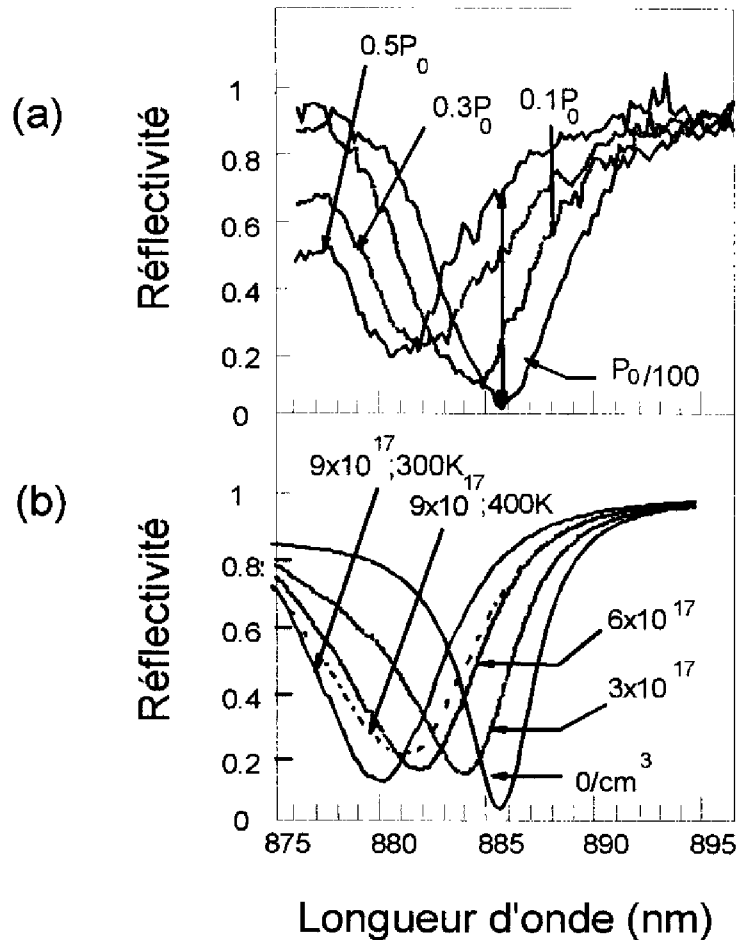 (a)
Réflectivité
1
0.8
0.6
0.4
0.2
0
0.5P0
0.3P0
0.1P0
P0/100
(b)
Réflectivité
1
0.8
0.6
0.4
0.2
0
9x10 17;300K
9x10 17;400K
6x10 17
3x10 17
0/cm3
875 880 885 890 895
Longueur d'onde (nm)